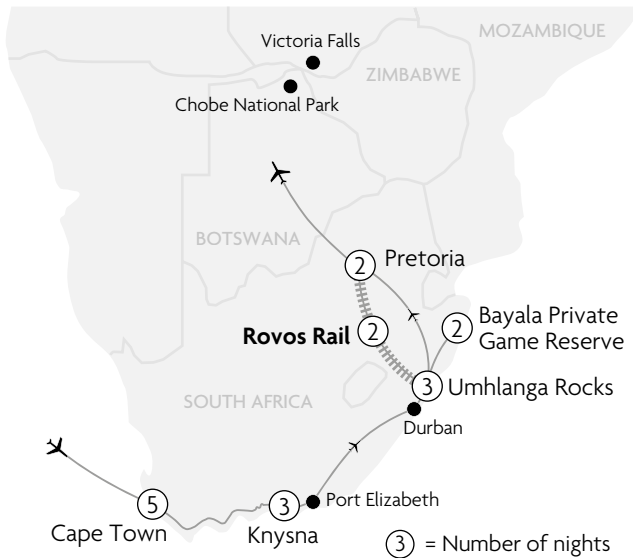 MOZAMBIQUE
Victoria Falls
ZIMBABWE
Chobe National Park
BOTSWANA
2
Pretoria
Rovos Rail
2
2
Bayala Private
Game Reserve
3
Umhlanga Rocks
SOUTH AFRICA
Durban
5
Cape Town
3
Knysna
Port Elizabeth
3 = Number of nights